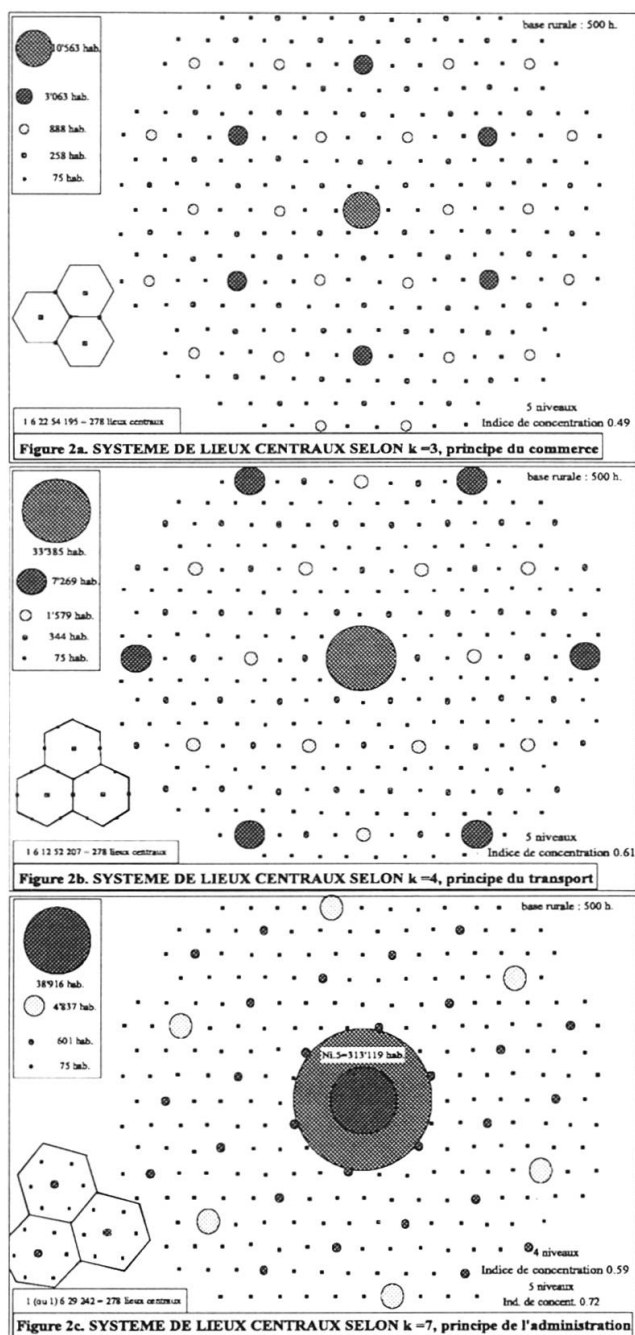 base rurale : 500 h.
10'563 hab.
3'063 hab.
888 hab.
258 hab.
75 hab.
5 niveaux
1 6 22 54 195 – 278 lieux centraux
Indice de concentration 0.49
Figure 2a. SYSTEME DE LIEUX CENTRAUX SELON k =3, principe du commerce
base rurale : 500 h.
33'385 hab.
7'269 hab.
1'579 hab.
344 hab.
75 hab.
5 niveaux
1 6 12 52 207 – 278 lieux centraux
Indice de concentration 0.61
Figure 2b. SYSTEME DE LIEUX CENTRAUX SELON k =4, principe du transport
base rurale : 500 h.
38'916 hab.
4'837 hab.
601 hab.
75 hab.
Ni.5=313'119 hab.
4 niveaux
Indice de concentration 0.59
5 niveaux
1 (ou 1) 6 29 242 – 278 lieux centraux
Ind. de concent. 0.72
Figure 2c. SYSTEME DE LIEUX CENTRAUX SELON k =7, principe de l'administration